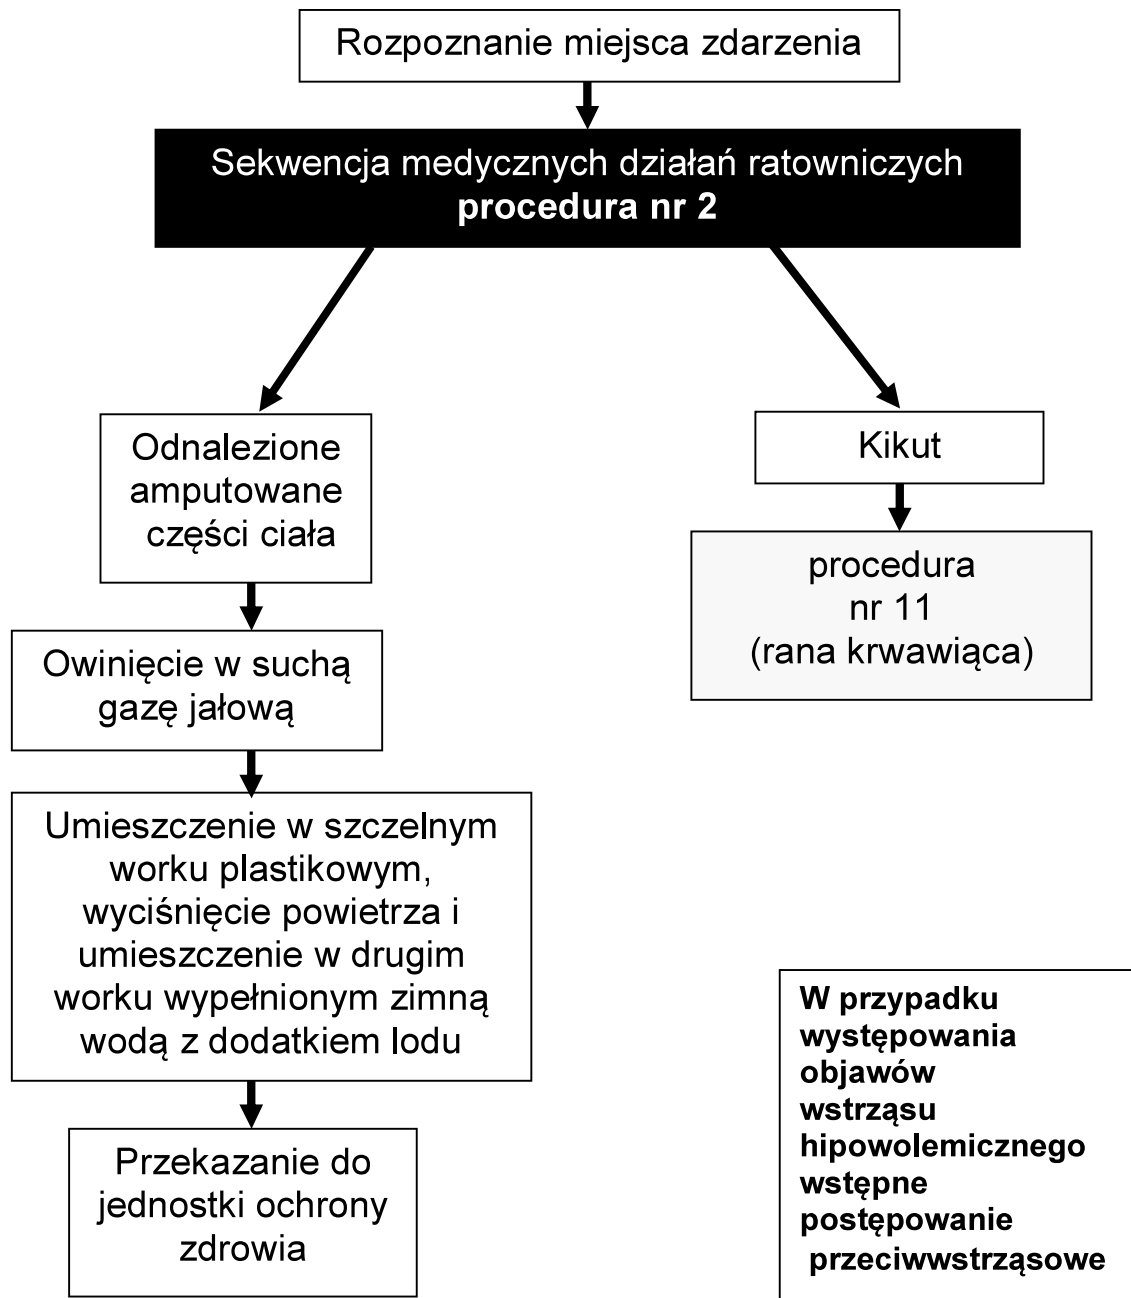 Rozpoznanie miejsca zdarzenia
Sekwencja medycznych działań ratowniczych
procedura nr 2
Odnalezione
amputowane
części ciała
Kikut
procedura
nr 11
(rana krwawiąca)
Owinięcie w suchą
gazę jałową
Umieszczenie w szczelnym
worku plastikowym,
wyciśnięcie powietrza i
umieszczenie w drugim
worku wypełnionym zimną
wodą z dodatkiem lodu
Przekazanie do
jednostki ochrony
zdrowia
W przypadku
występowania
objawów
wstrząsu
hipowolemicznego
wstępne
postępowanie
przeciwwstrząsowe